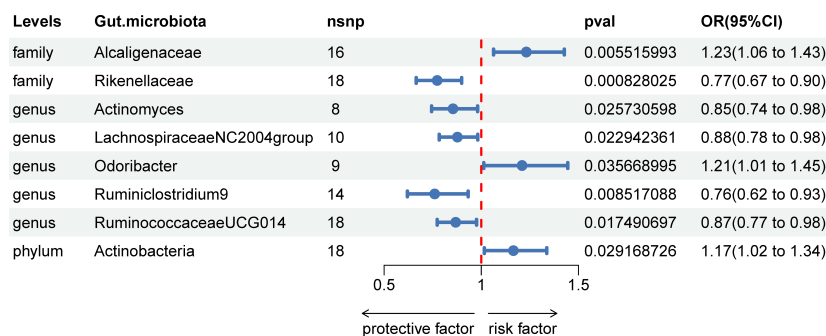 Levels Gut.microbiota nsnp pval OR(95%CI)
family Alcaligenaceae 16 0.005515993 1.23(1.06 to 1.43)
family Rikenellaceae 18 0.000828025 0.77(0.67 to 0.90)
genus Actinomyces 8 0.025730598 0.85(0.74 to 0.98)
genus LachnospiraceaeNC2004group 10 0.022942361 0.88(0.78 to 0.98)
genus Odoribacter 9 0.035668995 1.21(1.01 to 1.45)
genus Ruminiclostridium9 14 0.008517088 0.76(0.62 to 0.93)
genus RuminococcaceaeUCG014 18 0.017490697 0.87(0.77 to 0.98)
phylum Actinobacteria 18 0.029168726 1.17(1.02 to 1.34)
0.5 1 1.5
protective factor risk factor